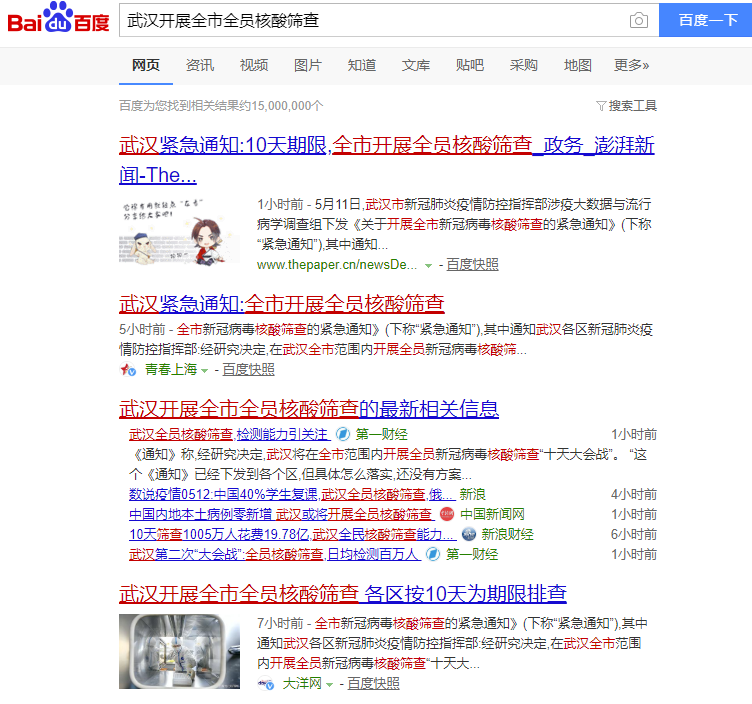 Bai du 百度
武汉开展全市全员核酸筛查
百度一下
网页 资讯 视频 图片 知道 文库 贴吧 采购 地图 更多»
百度为您找到相关结果约15,000,000个
搜索工具
武汉紧急通知:10天期限,全市开展全员核酸筛查_政务_澎湃新
闻-The...
1小时前 - 5月11日,武汉市新冠肺炎疫情防控指挥部涉疫大数据与流行
病学调查组下发《关于开展全市新冠病毒核酸筛查的紧急通知》(下称
“紧急通知”),其中通知...
www.thepaper.cn/newsDe... - 百度快照
武汉紧急通知:全市开展全员核酸筛查
5小时前 - 全市新冠病毒核酸筛查的紧急通知》(下称“紧急通知”),其中通知武汉各区新冠肺炎疫
情防控指挥部:经研究决定,在武汉全市范围内开展全员新冠病毒核酸筛...
青春上海 - 百度快照
武汉开展全市全员核酸筛查的最新相关信息
武汉全员核酸筛查,检测能力引关注 第一财经 1小时前
《通知》称,经研究决定,武汉将在全市范围内开展全员新冠病毒核酸筛查“十天大会战”。 “这
个《通知》已经下发到各个区,但具体怎么落实,还没有方案...
数说疫情0512:中国40%学生复课,武汉全员核酸筛查,俄... 新浪 4小时前
中国内地本土病例零新增 武汉或将开展全员核酸筛查 中国新闻网 1小时前
10天筛查1005万人花费19.78亿,武汉全民核酸筛查能力... 新浪财经 6小时前
武汉第二次“大会战”:全员核酸筛查,日均检测百万人 第一财经 1小时前
武汉开展全市全员核酸筛查 各区按10天为期限排查
7小时前 - 全市新冠病毒核酸筛查的紧急通知》(下称“紧急通知”),其中
通知武汉各区新冠肺炎疫情防控指挥部:经研究决定,在武汉全市范围
内开展全员新冠病毒核酸筛查“十天大...
大洋网 - 百度快照